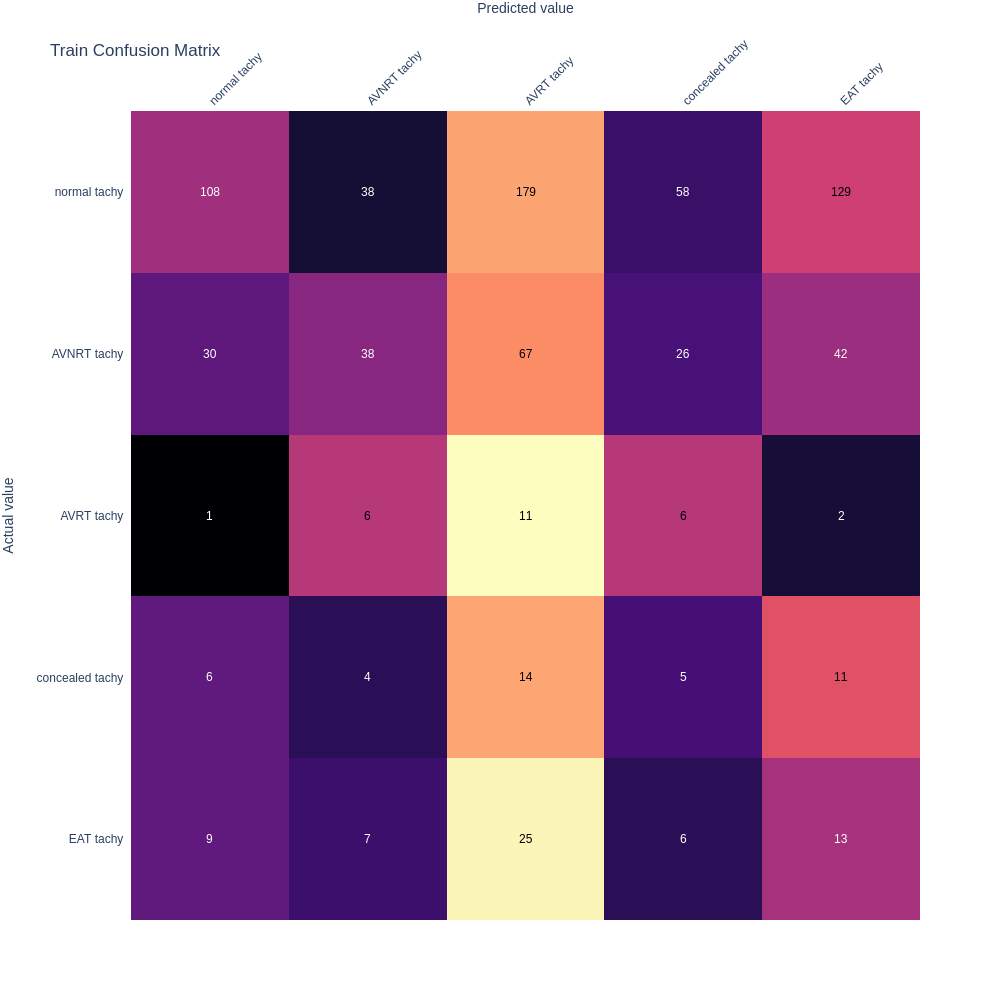 Predicted value
Train Confusion Matrix
normal tachy
AVNRT tachy
AVRT tachy
concealed tachy
EAT tachy
Actual value
normal tachy 108 38 179 58 129
AVNRT tachy 30 38 67 26 42
AVRT tachy 1 6 11 6 2
concealed tachy 6 4 14 5 11
EAT tachy 9 7 25 6 13